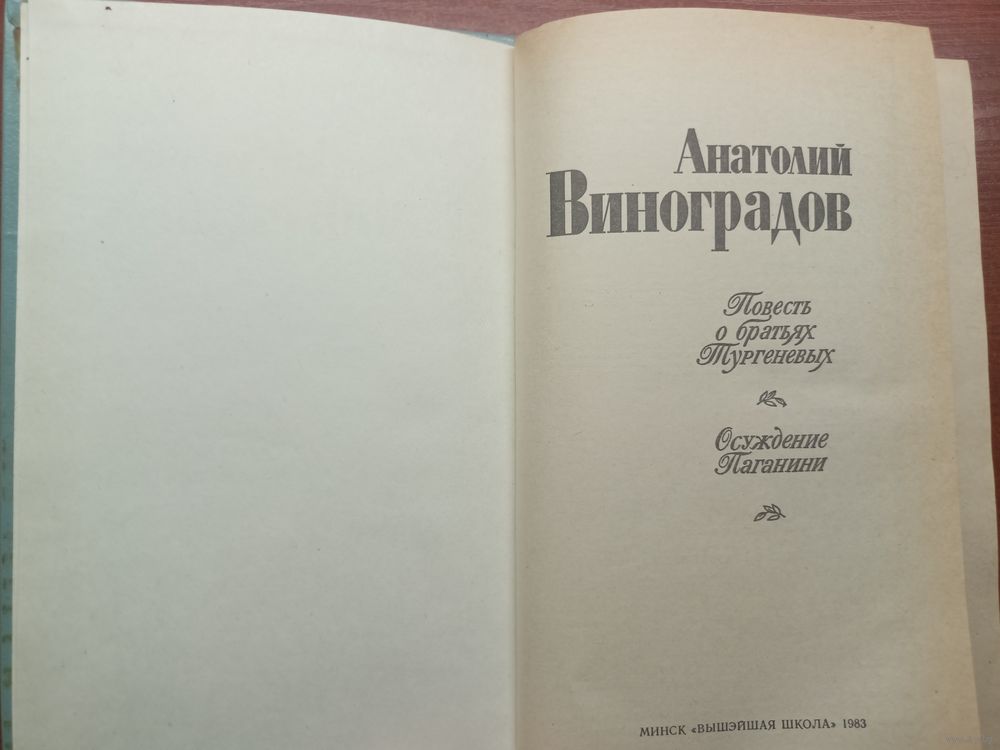 Анатолий
Виноградов
Повесть
о братьях
Тургеневых
Осуждение
Паганини
МИНСК «ВЫШЭЙШАЯ ШКОЛА» 1983